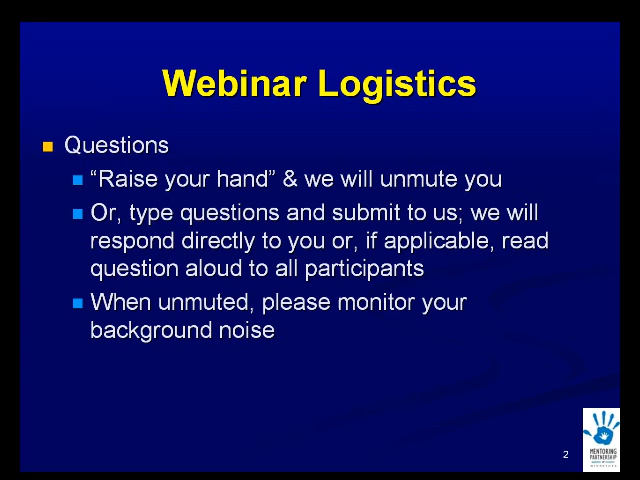 Webinar Logistics
Questions
“Raise your hand” & we will unmute you
Or, type questions and submit to us; we will
respond directly to you or, if applicable, read
question aloud to all participants
When unmuted, please monitor your
background noise
2
MENTORING
PARTNERSHIP